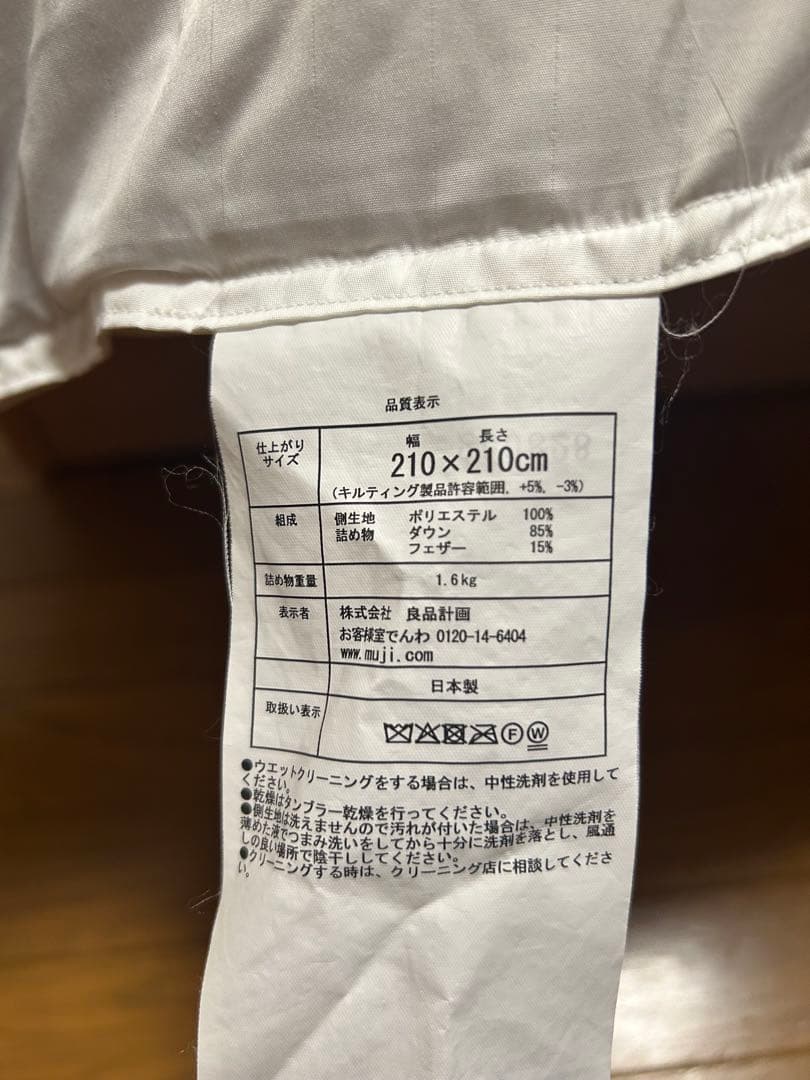 品質表示
仕上がりサイズ 幅 長さ
210×210cm
(キルティング製品許容範囲, +5%, -3%)
組成 側生地 ポリエステル 100%
詰め物 ダウン 85%
フェザー 15%
詰め物重量 1.6kg
表示者 株式会社 良品計画
お客様室でんわ 0120-14-6404
www.muji.com
日本製
取扱い表示 F W
●ウエットクリーニングをする場合は、中性洗剤を使用して
ください。
●乾燥はタンブラー乾燥を行ってください。
●側生地は洗えませんので汚れが付いた場合は、中性洗剤を
薄めた液でつまみ洗いをしてから十分に洗剤を落とし、風通
しの良い場所で陰干ししてください。
●クリーニングする時は、クリーニング店に相談してくださ
い。